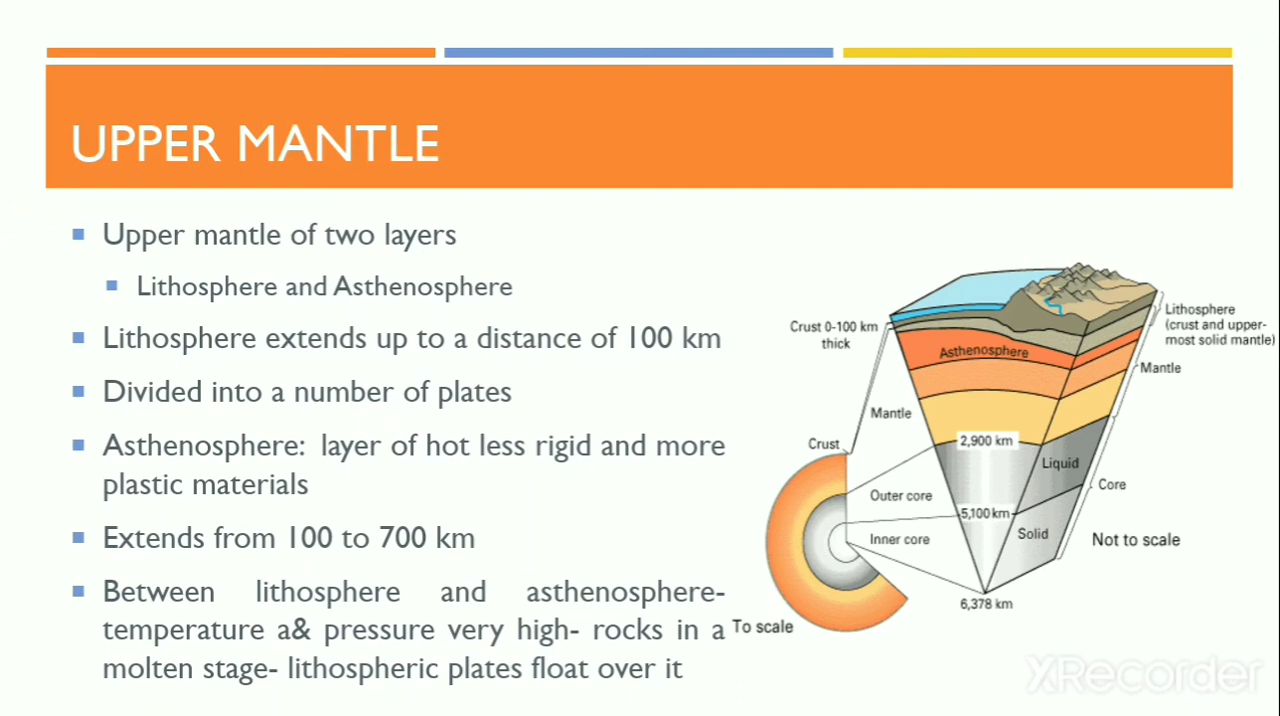 UPPER MANTLE
Upper mantle of two layers
Lithosphere and Asthenosphere
Lithosphere extends up to a distance of 100 km
Divided into a number of plates
Asthenosphere: layer of hot less rigid and more
plastic materials
Extends from 100 to 700 km
Between lithosphere and asthenosphere-
temperature a& pressure very high- rocks in a
molten stage- lithospheric plates float over it
Crust 0-100 km
thick
Asthenosphere
Lithosphere
(crust and upper-
most solid mantle)
Mantle
Mantle
Crust
2,900 km
Liquid
Core
Outer core
5,100 km
Inner core
Solid
Not to scale
6,378 km
To scale
XRecorder